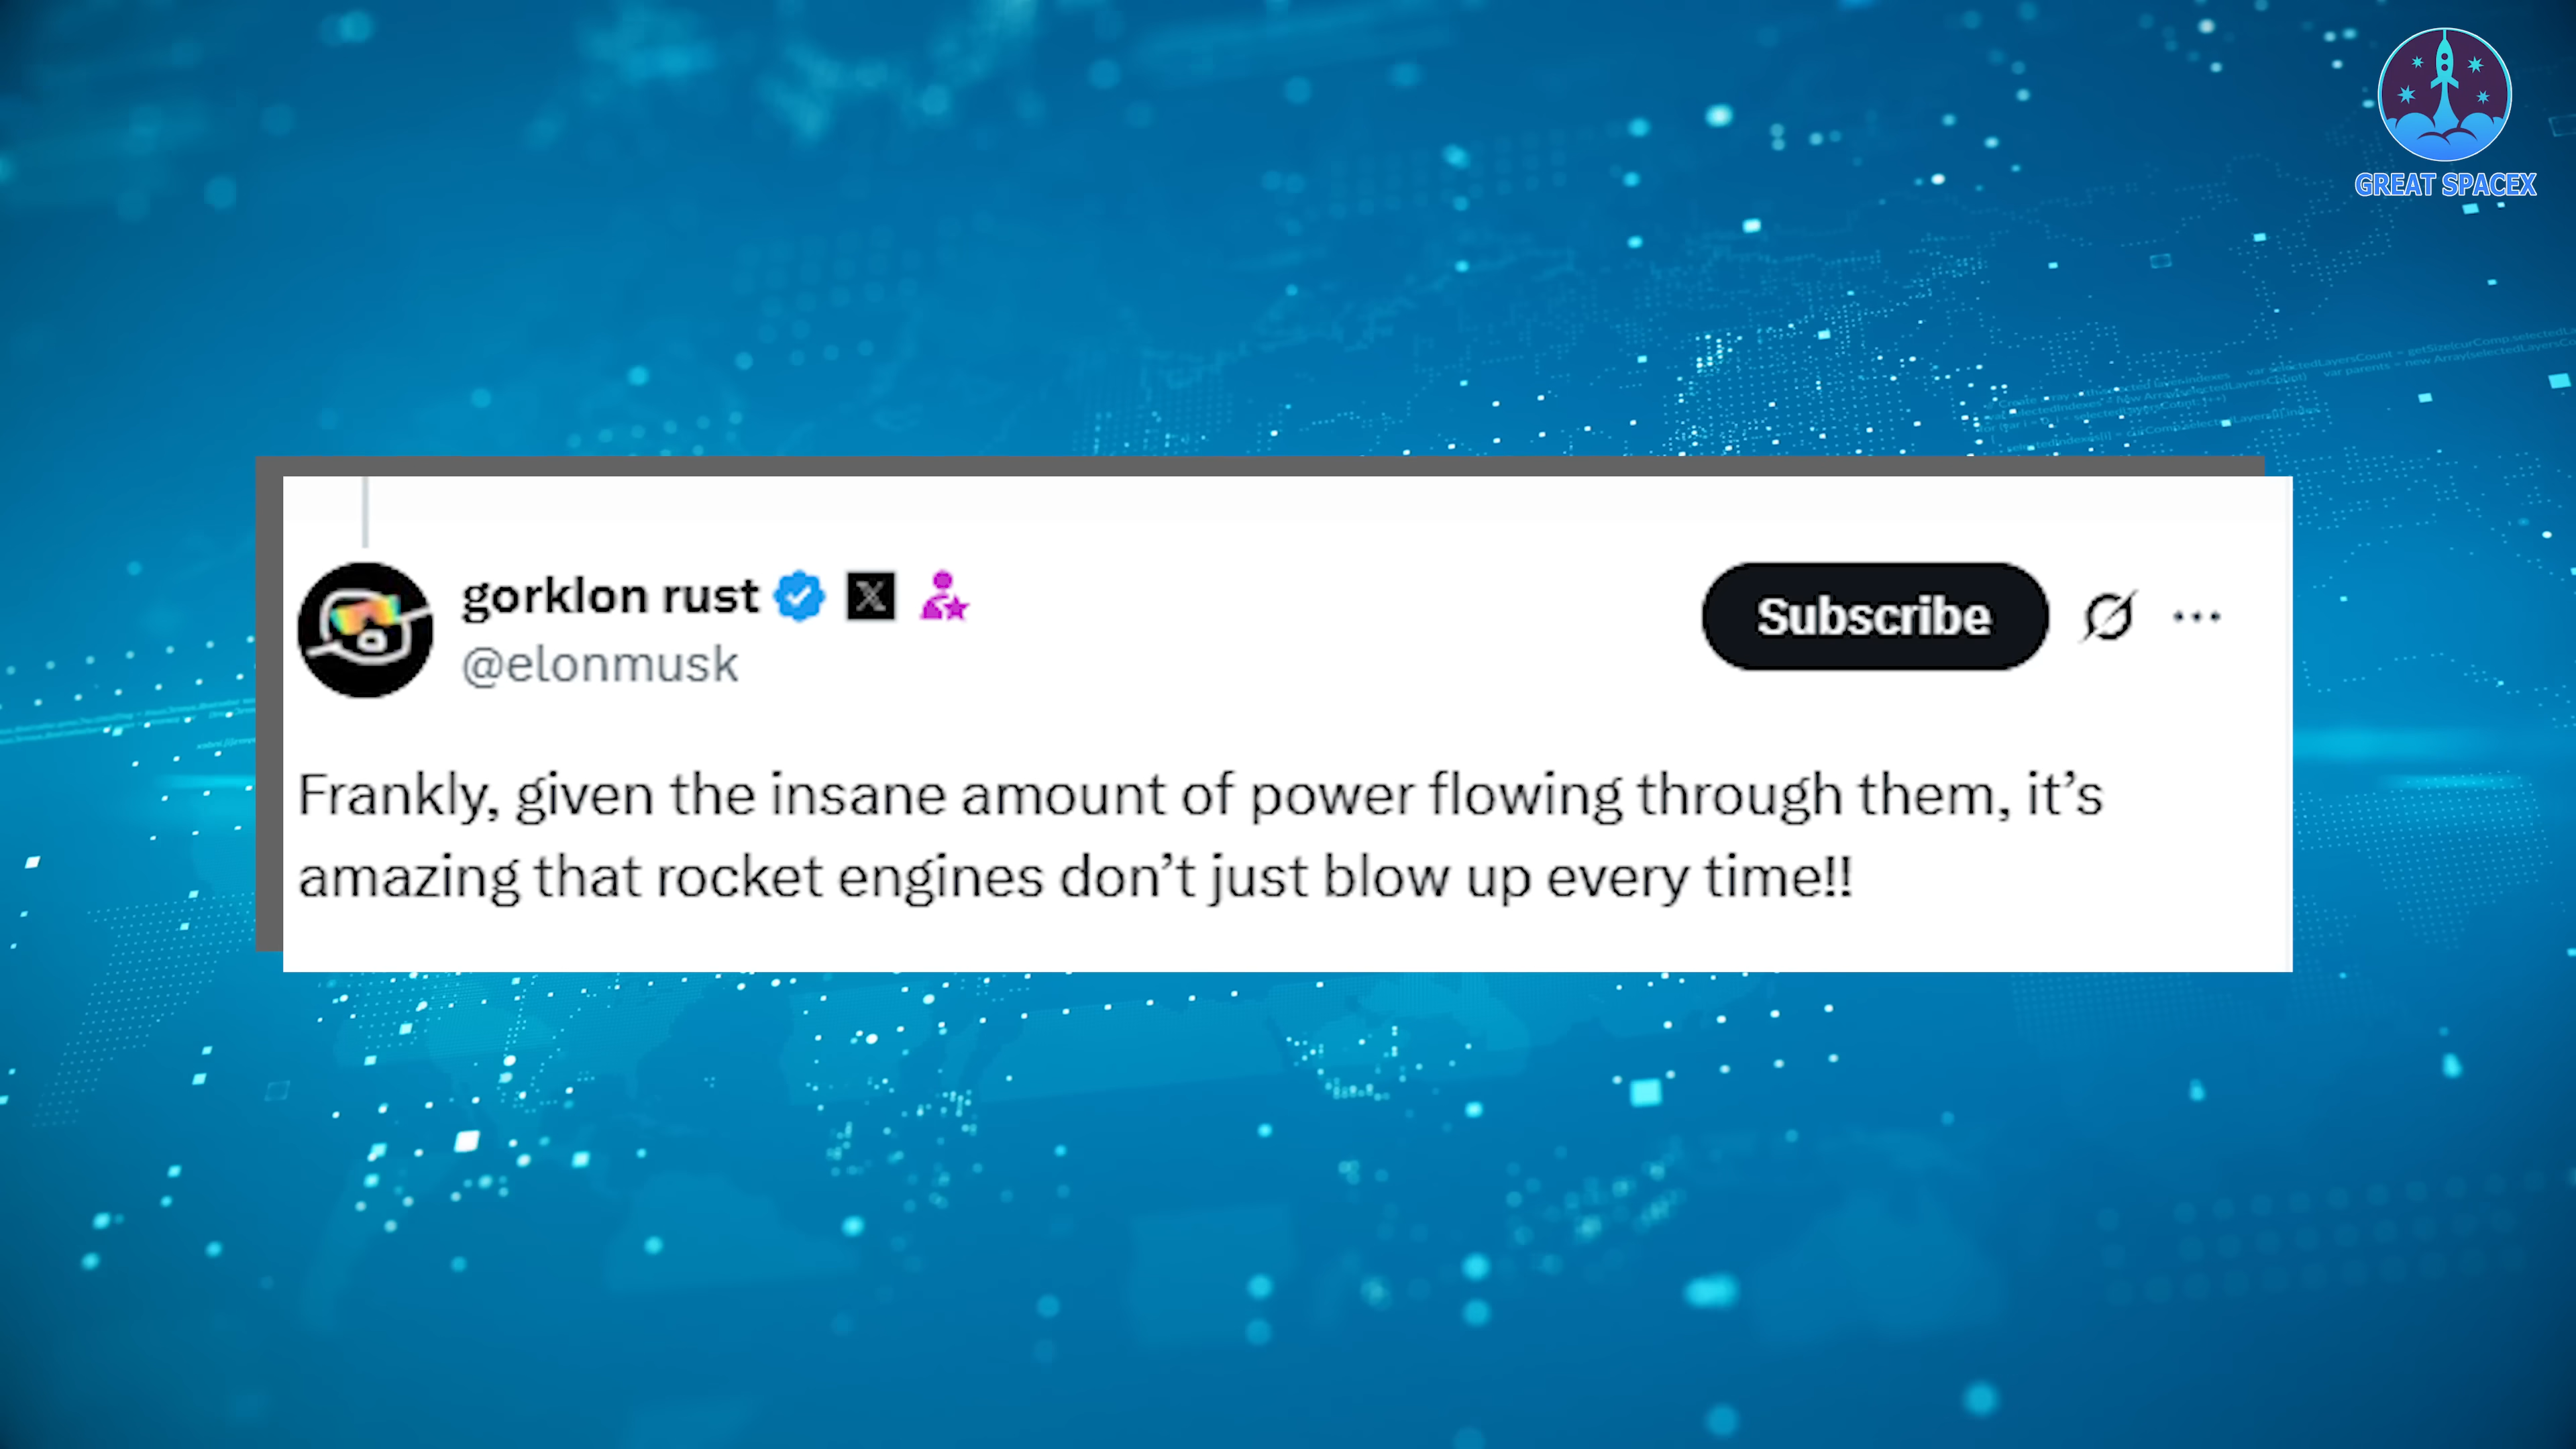 GREAT SPACEX
gorklon rust
@elonmusk
Subscribe
Frankly, given the insane amount of power flowing through them, it’s
amazing that rocket engines don’t just blow up every time!!